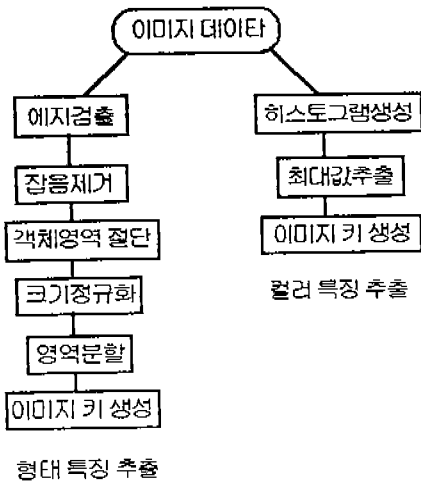 이미지 데이타
에지검출
잡음제거
객체영역 절단
크기정규화
영역분할
이미지 키 생성
형태 특징 추출
히스토그램생성
최대값추출
이미지 키 생성
컬러 특징 추출